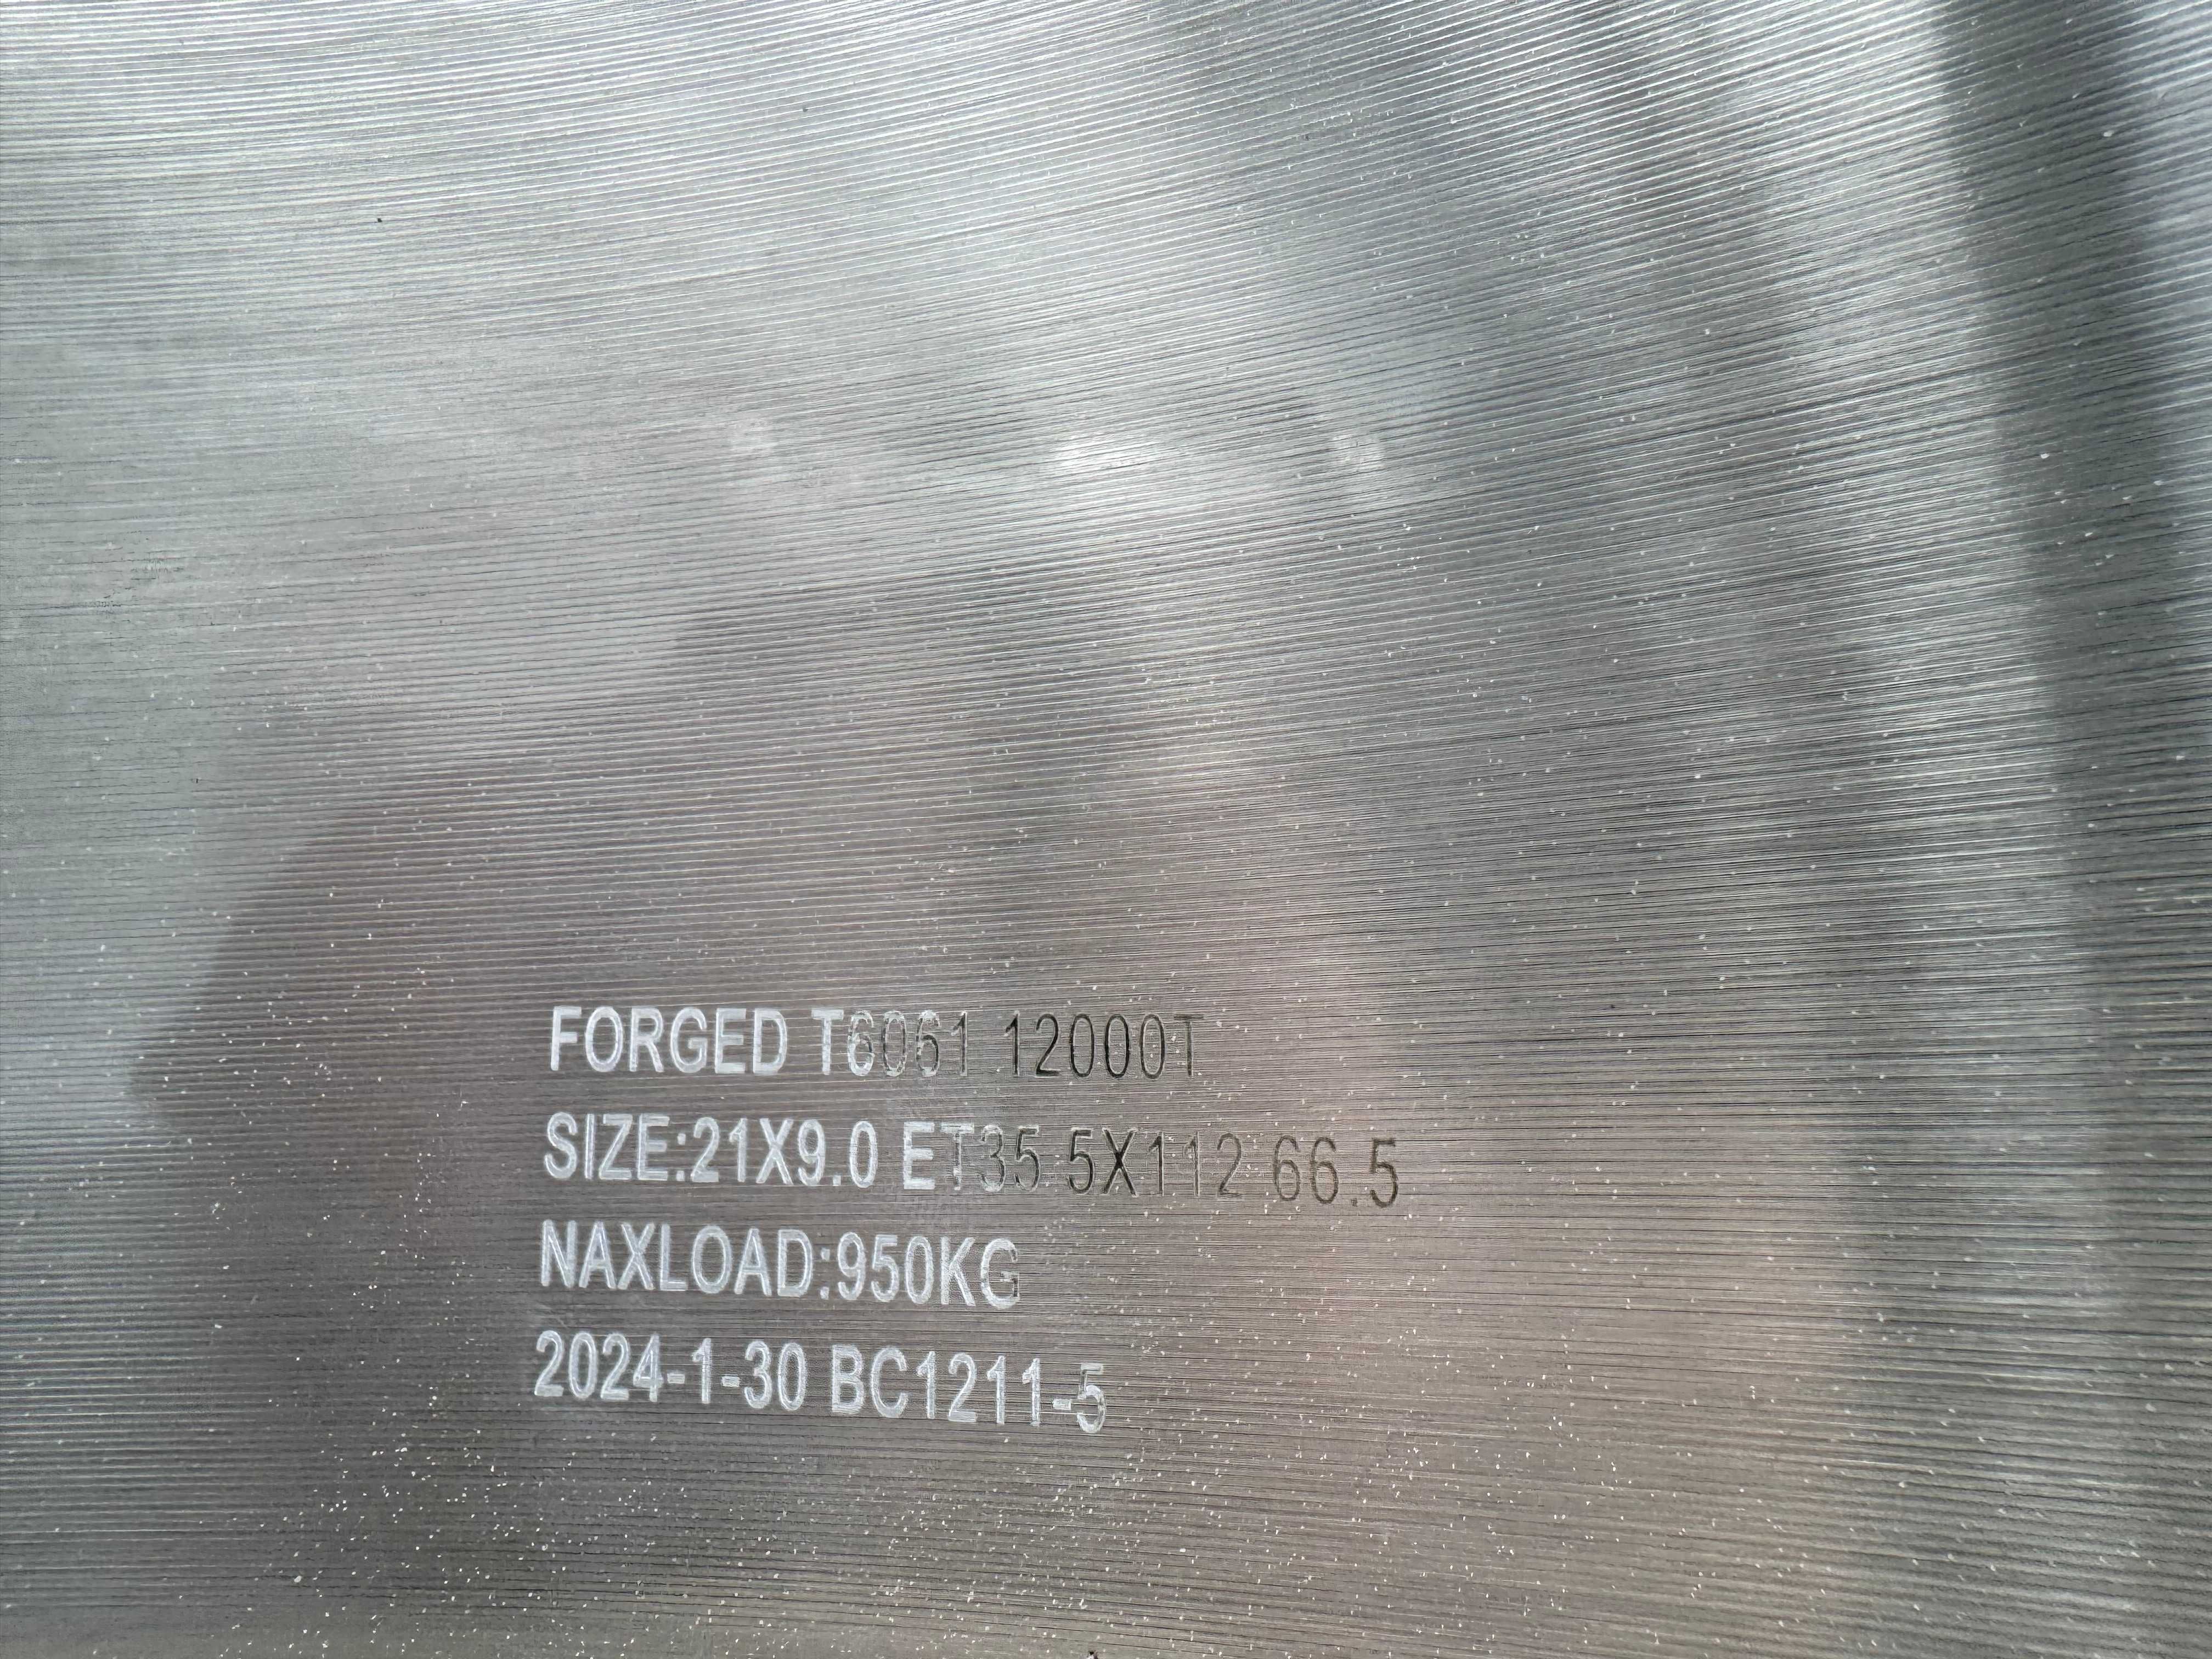 FORGED T6061 12000T
SIZE:21X9.0 ET35 5X112 66.5
NAXLOAD:950KG
2024-1-30 BC1211-5